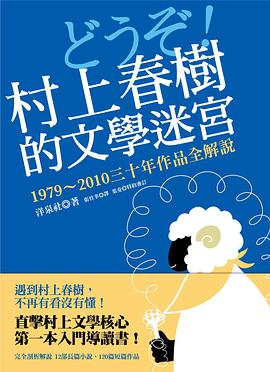 どうぞ!
村上春樹
的文學迷宮
1979~2010三十年作品全解說
洋泉社◎著
遇到村上春樹,
不再有看沒有懂!
直擊村上文學核心
第一本入門導讀書!
完全剖析解說 12部長篇小說、120篇短篇作品